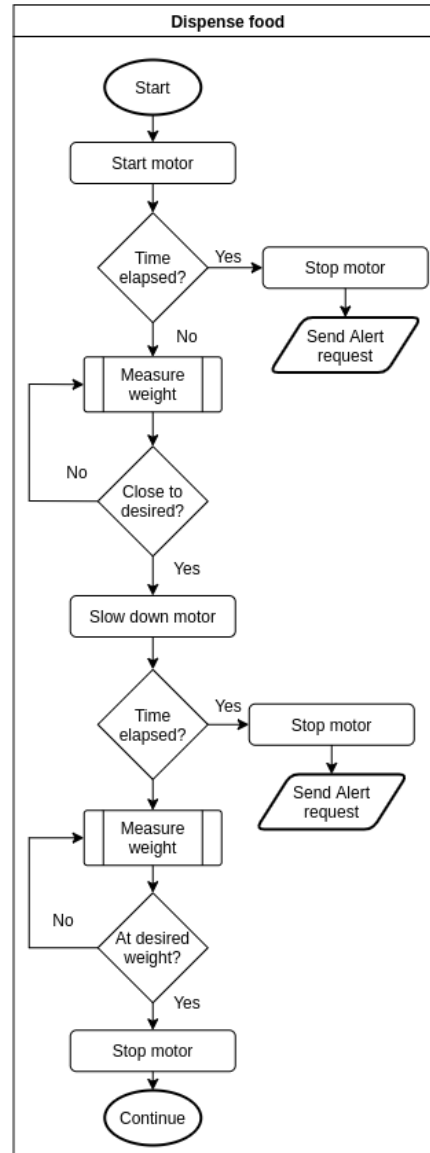 Dispense food
Start
Start motor
Time
elapsed?
Yes
Stop motor
Send Alert
request
No
Measure
weight
No
Close to
desired?
Yes
Slow down motor
Time
elapsed?
Yes
Stop motor
Send Alert
request
Measure
weight
No
At desired
weight?
Yes
Stop motor
Continue